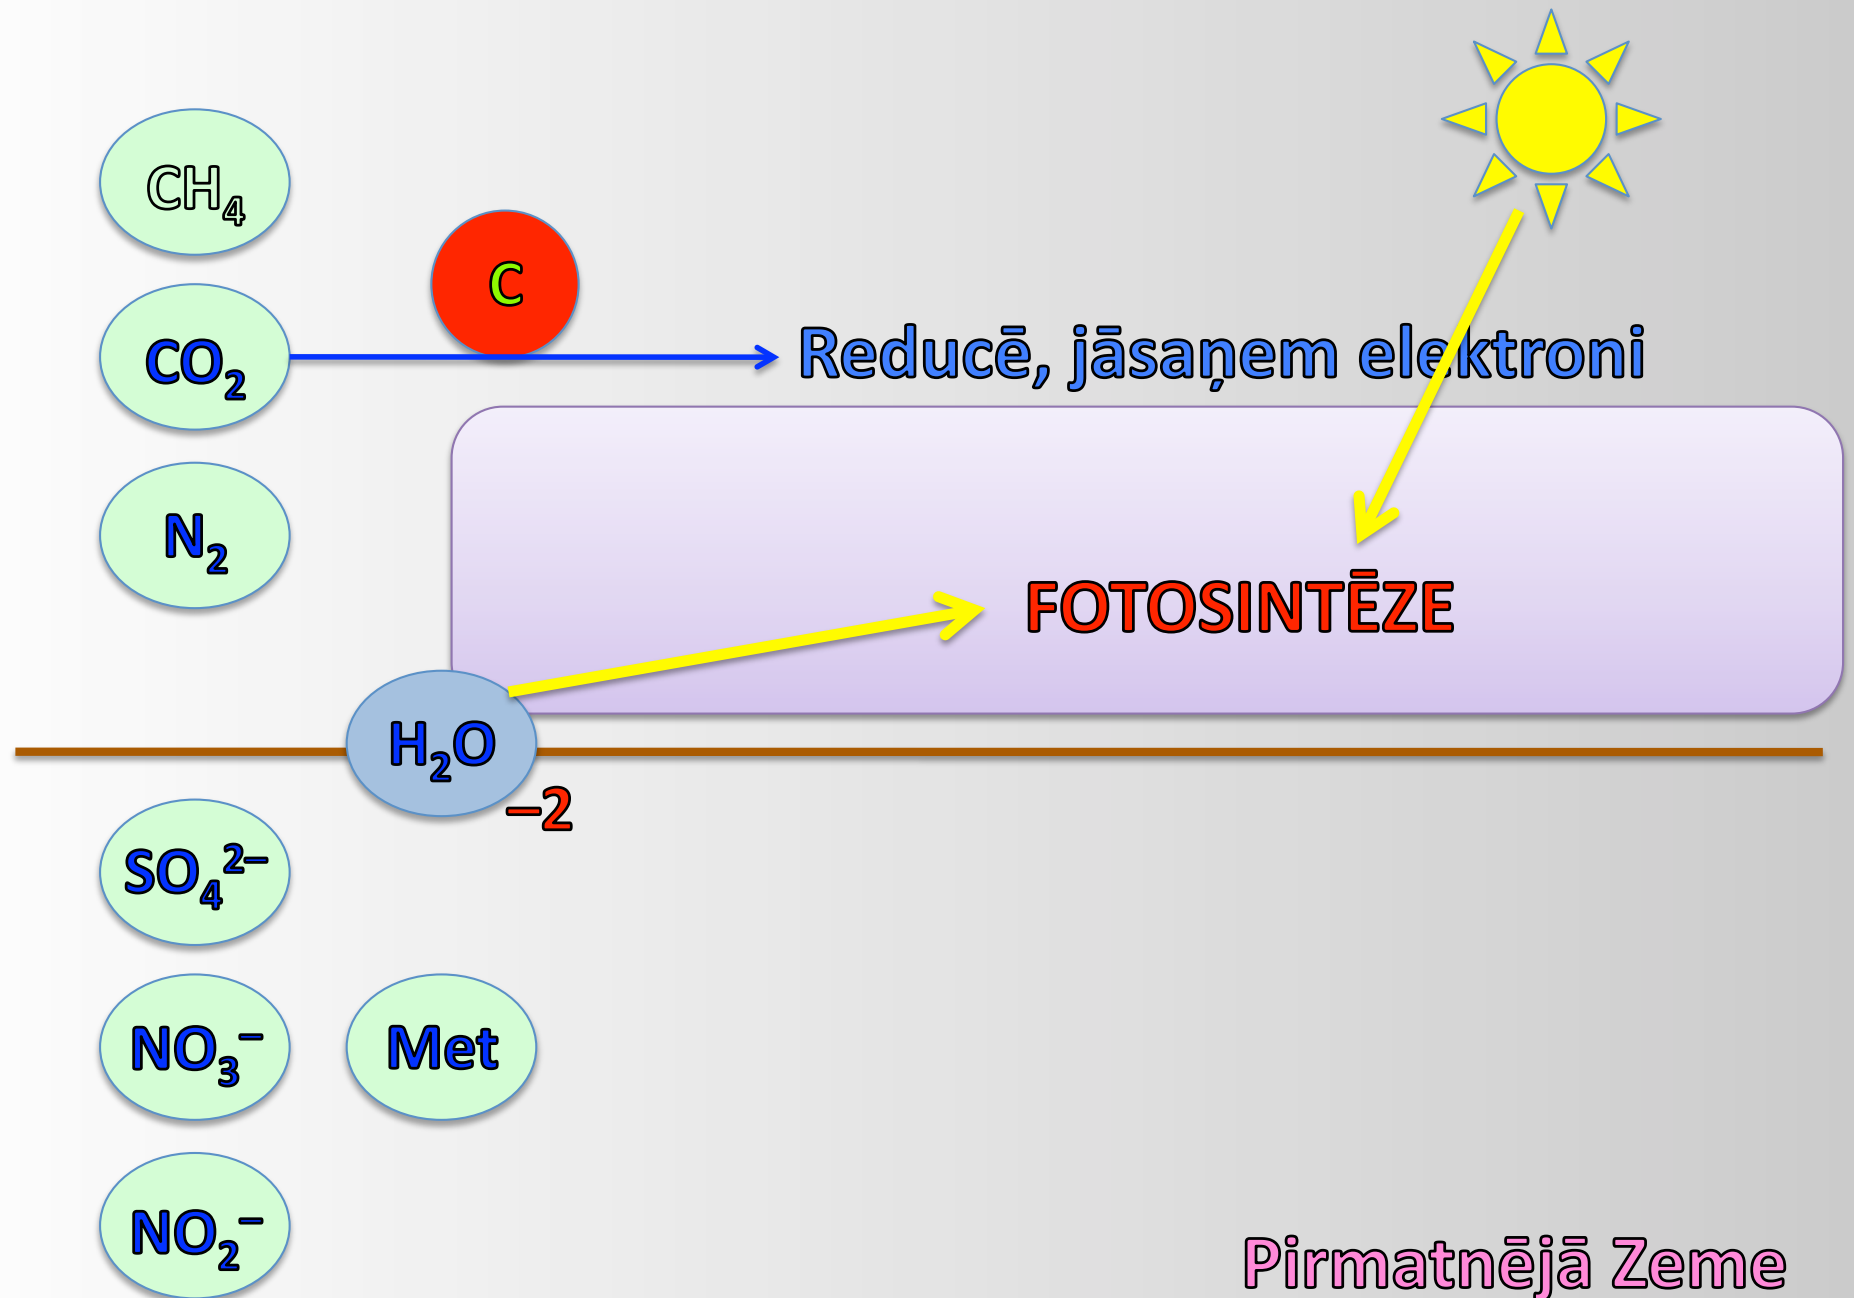 CH₄
C
CO₂
Reducē, jāsaņem elektroni
N₂
FOTOSINTĒZE
H₂O
–2
SO₄²⁻
NO₃⁻
Met
NO₂⁻
Pirmatnējā Zeme